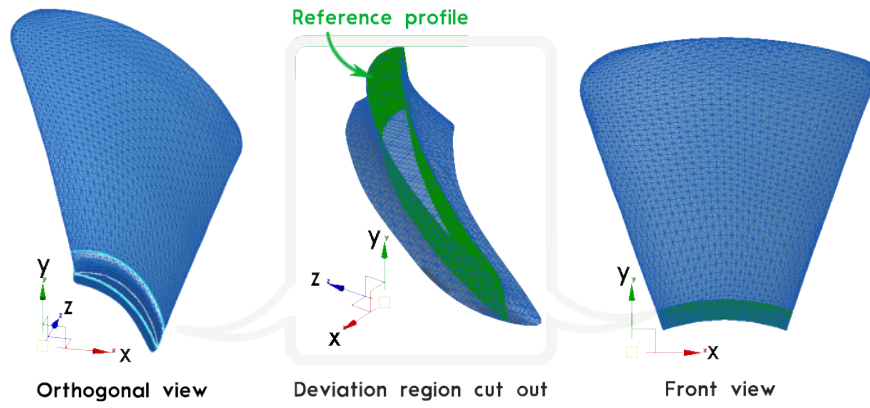 Reference profile
y
z
x
y
z
x
y
x
Orthogonal view
Deviation region cut out
Front view